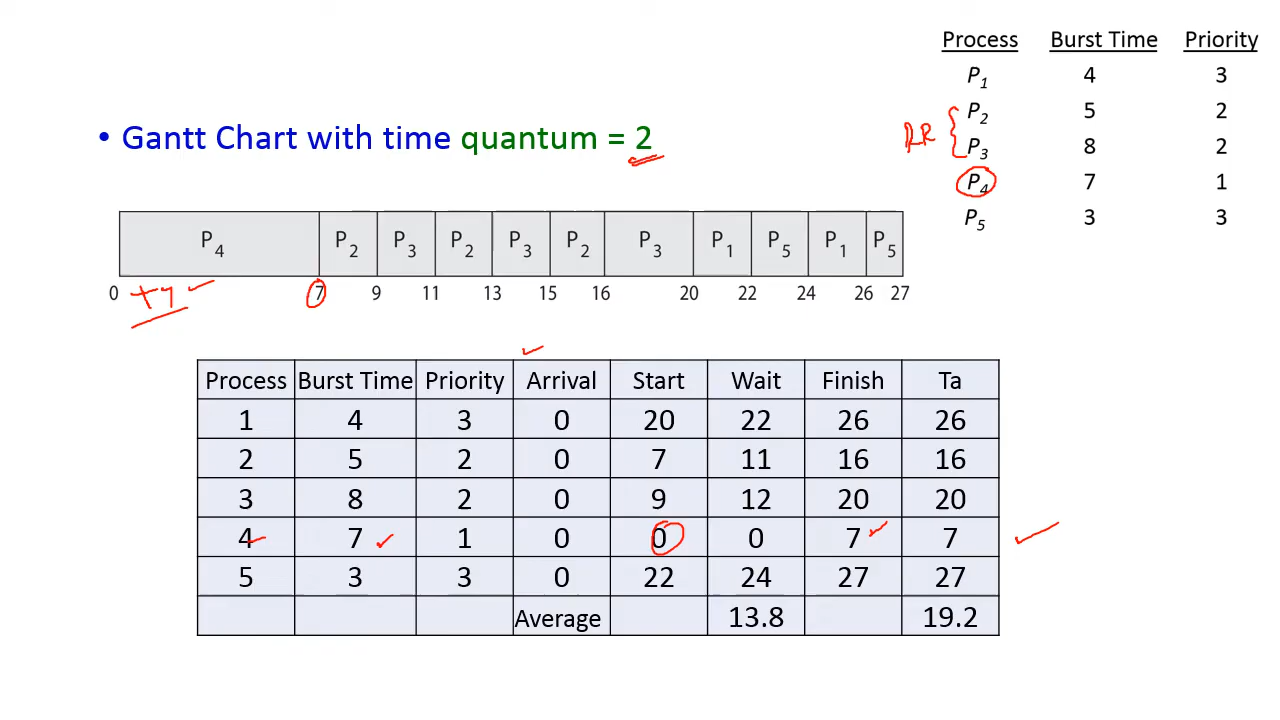 Process Burst Time Priority
P1 4 3
P2 5 2
P3 8 2
P4 7 1
P5 3 3
RR
• Gantt Chart with time quantum = 2
P4 P2 P3 P2 P3 P2 P3 P1 P5 P1 P5
0 7 9 11 13 15 16 20 22 24 26 27
Process Burst Time Priority Arrival Start Wait Finish Ta
1 4 3 0 20 22 26 26
2 5 2 0 7 11 16 16
3 8 2 0 9 12 20 20
4 7 1 0 0 0 7 7
5 3 3 0 22 24 27 27
Average 13.8 19.2